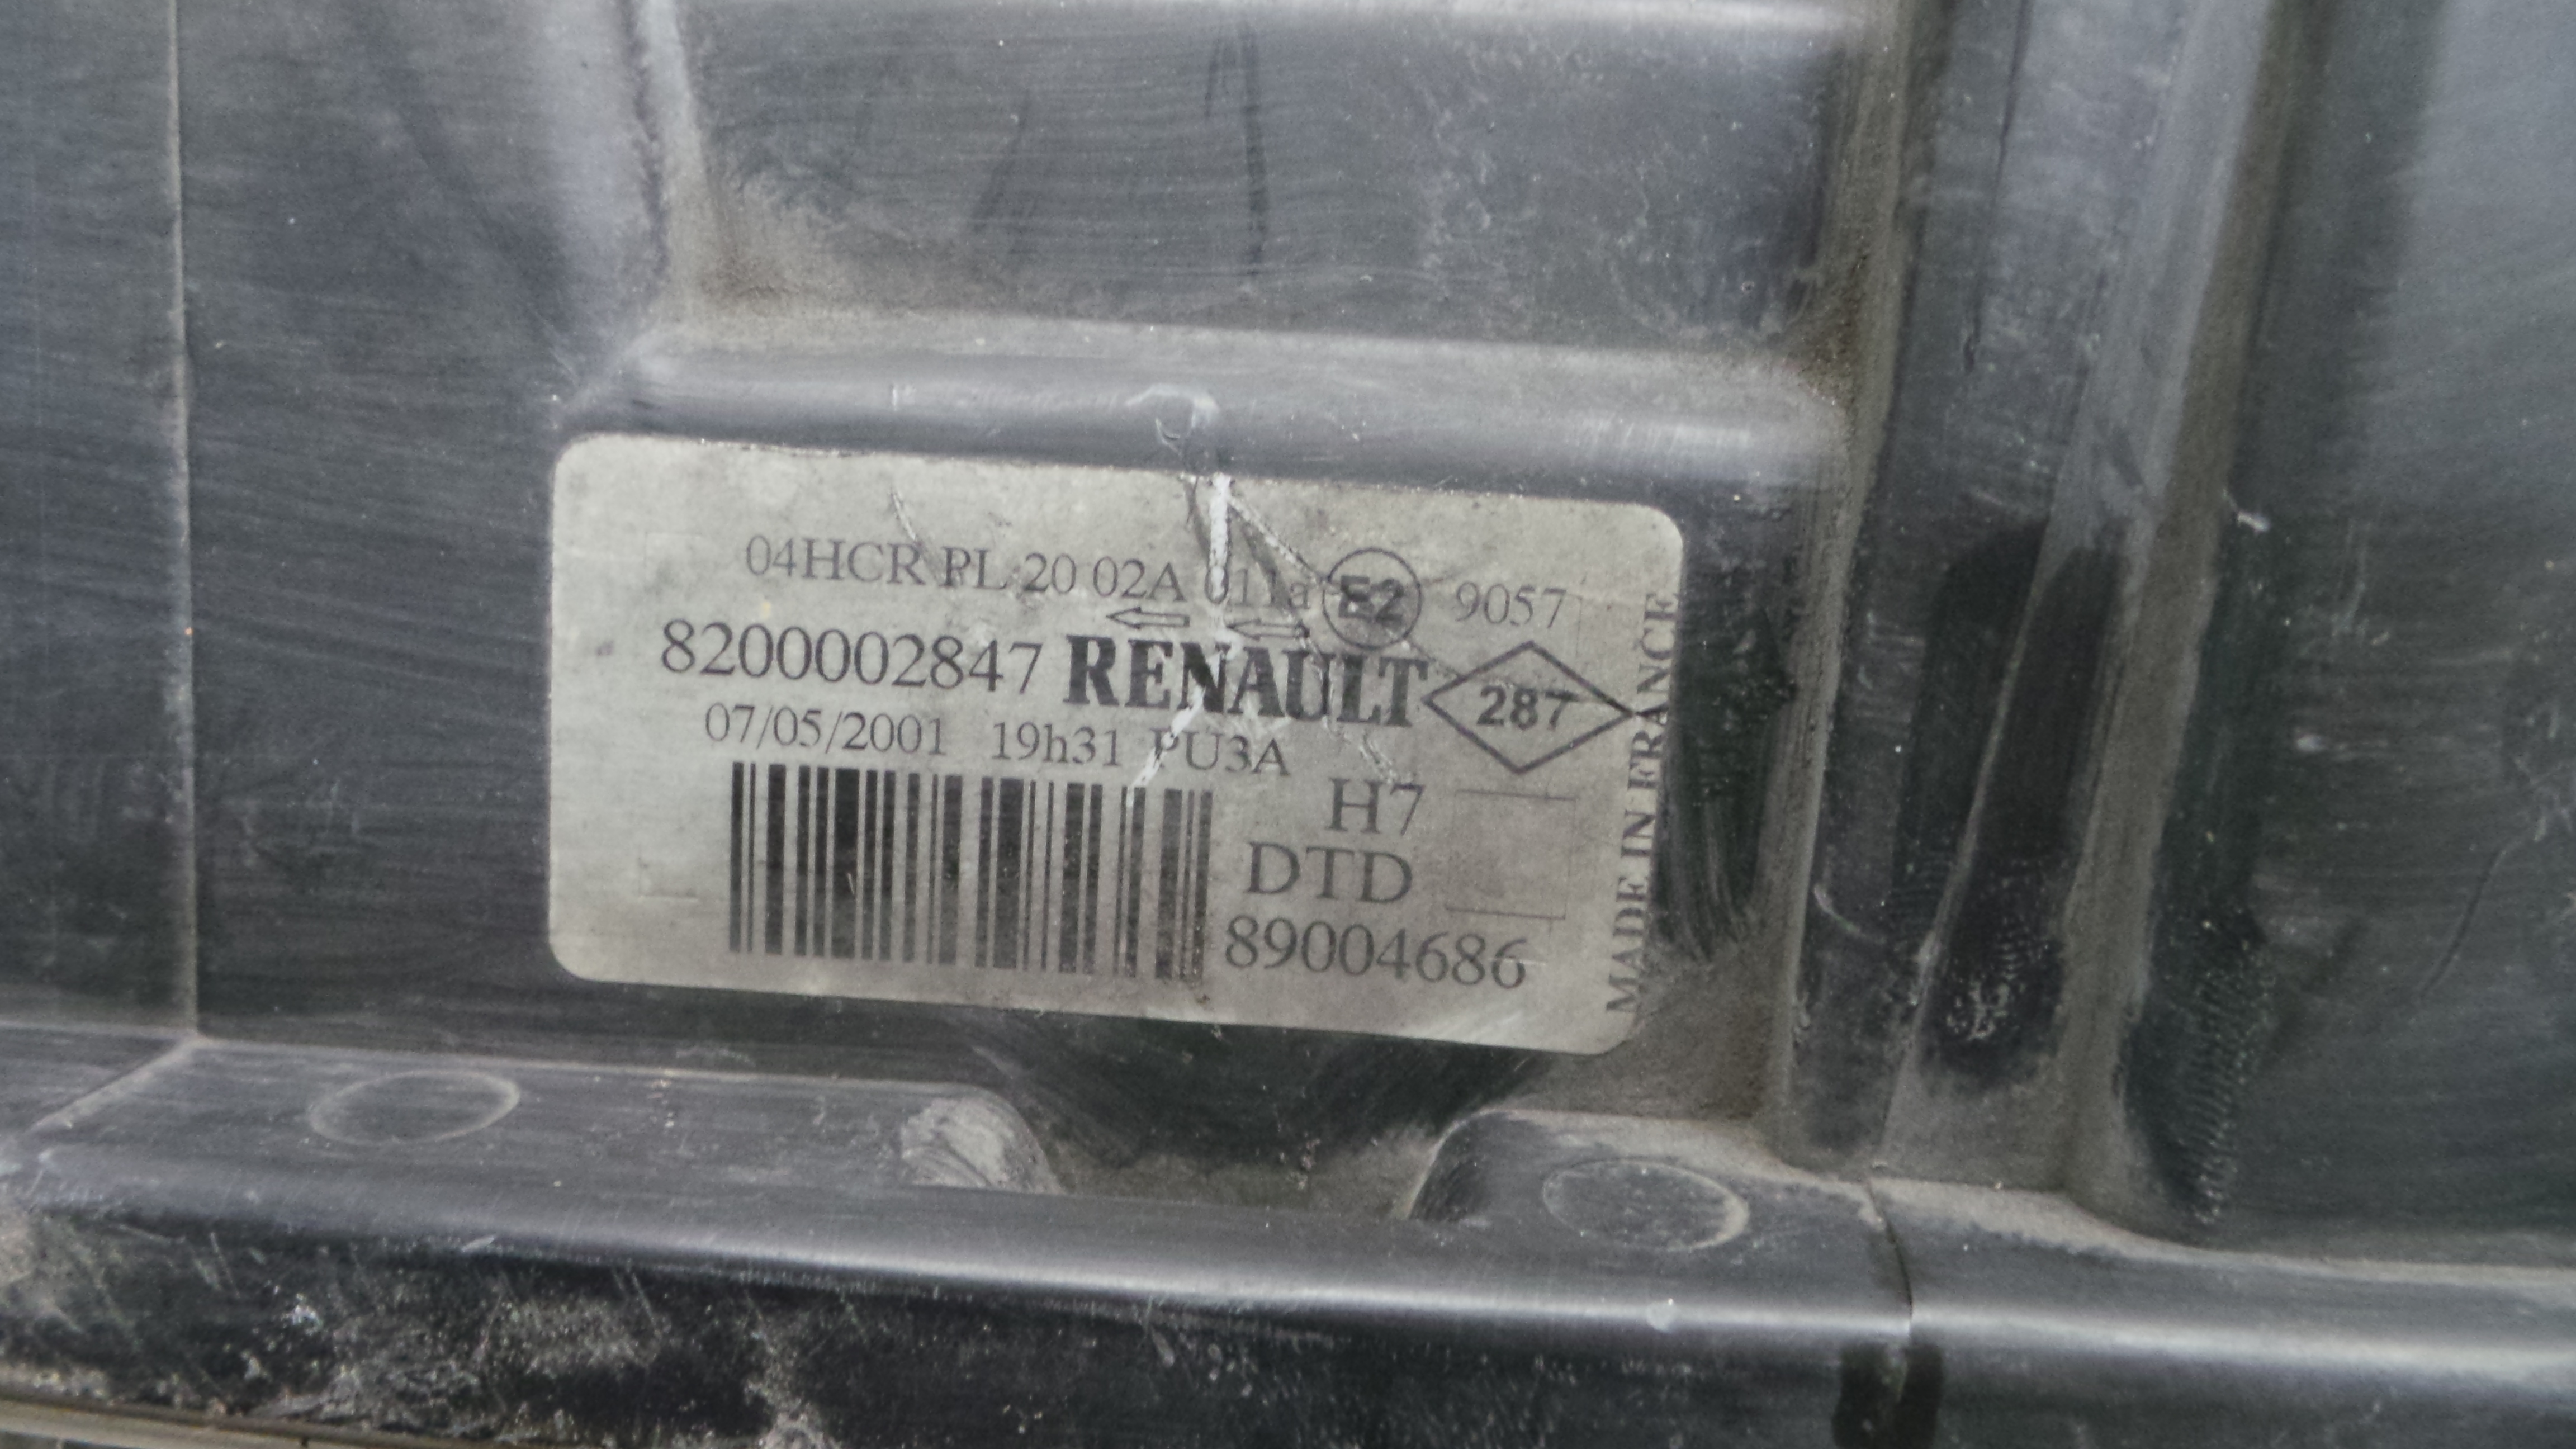 04HCR PL 20 02A 011a E2 9057
8200002847 RENAULT 287
07/05/2001 19h31 PU3A
H7
DTD
89004686
MADE IN FRANCE